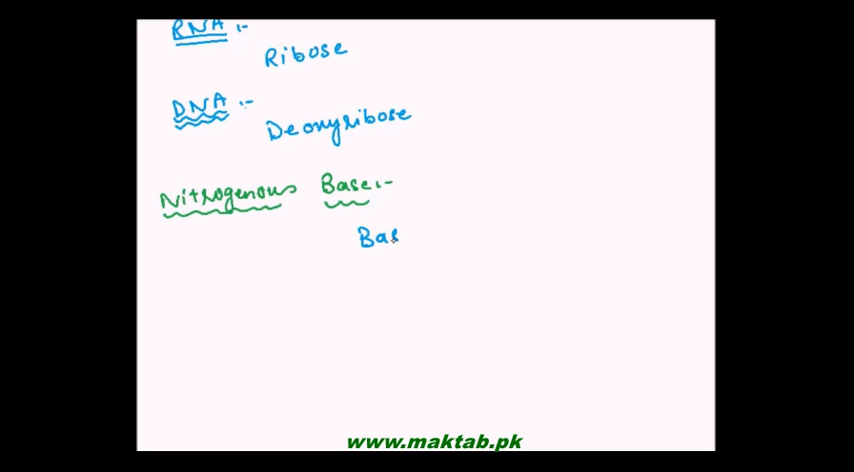 RNA :-
Ribose
DNA :-
Deoxyribose
Nitrogenous Base :-
Bas
www.maktab.pk